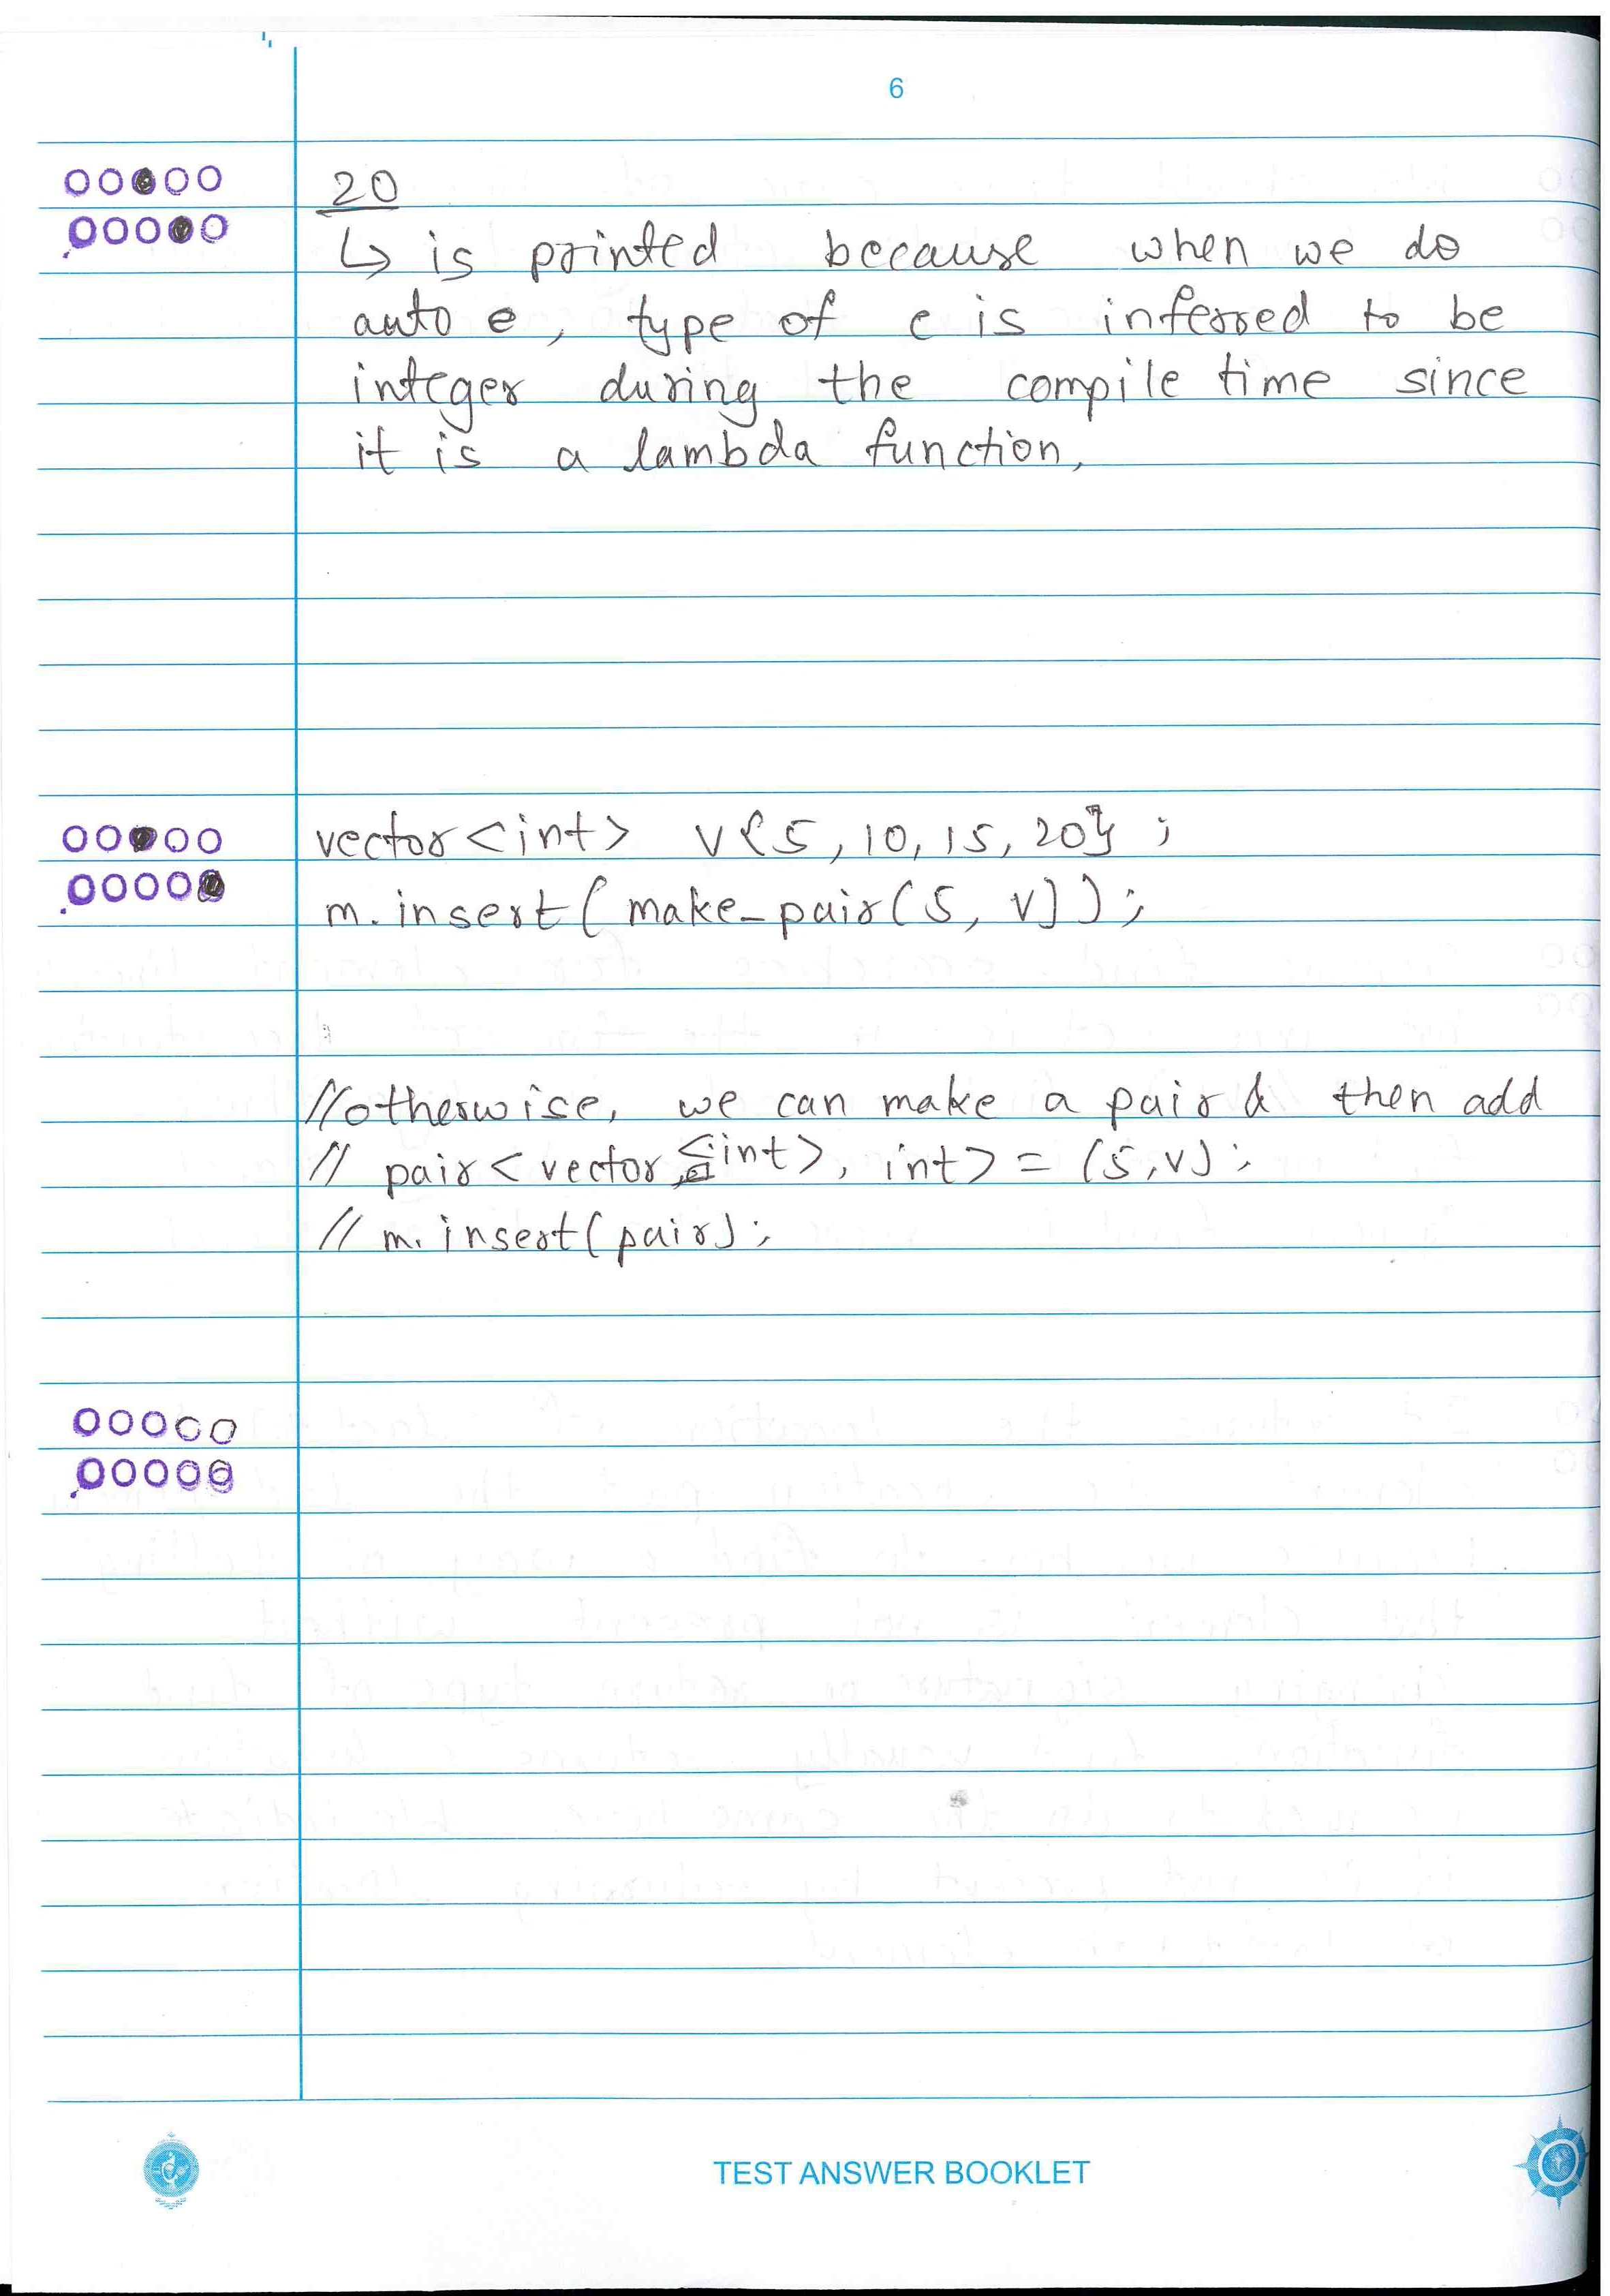 6
20
↳ is printed because when we do
auto e, type of e is inferred to be
integer during the compile time since
it is a lambda function,
vector<int> v{5, 10, 15, 20} ;
m.insert( make_pair(5, v));
//otherwise, we can make a pair & then add
// pair<vector <int>, int> = (5,v);
// m.insert(pair);
TEST ANSWER BOOKLET